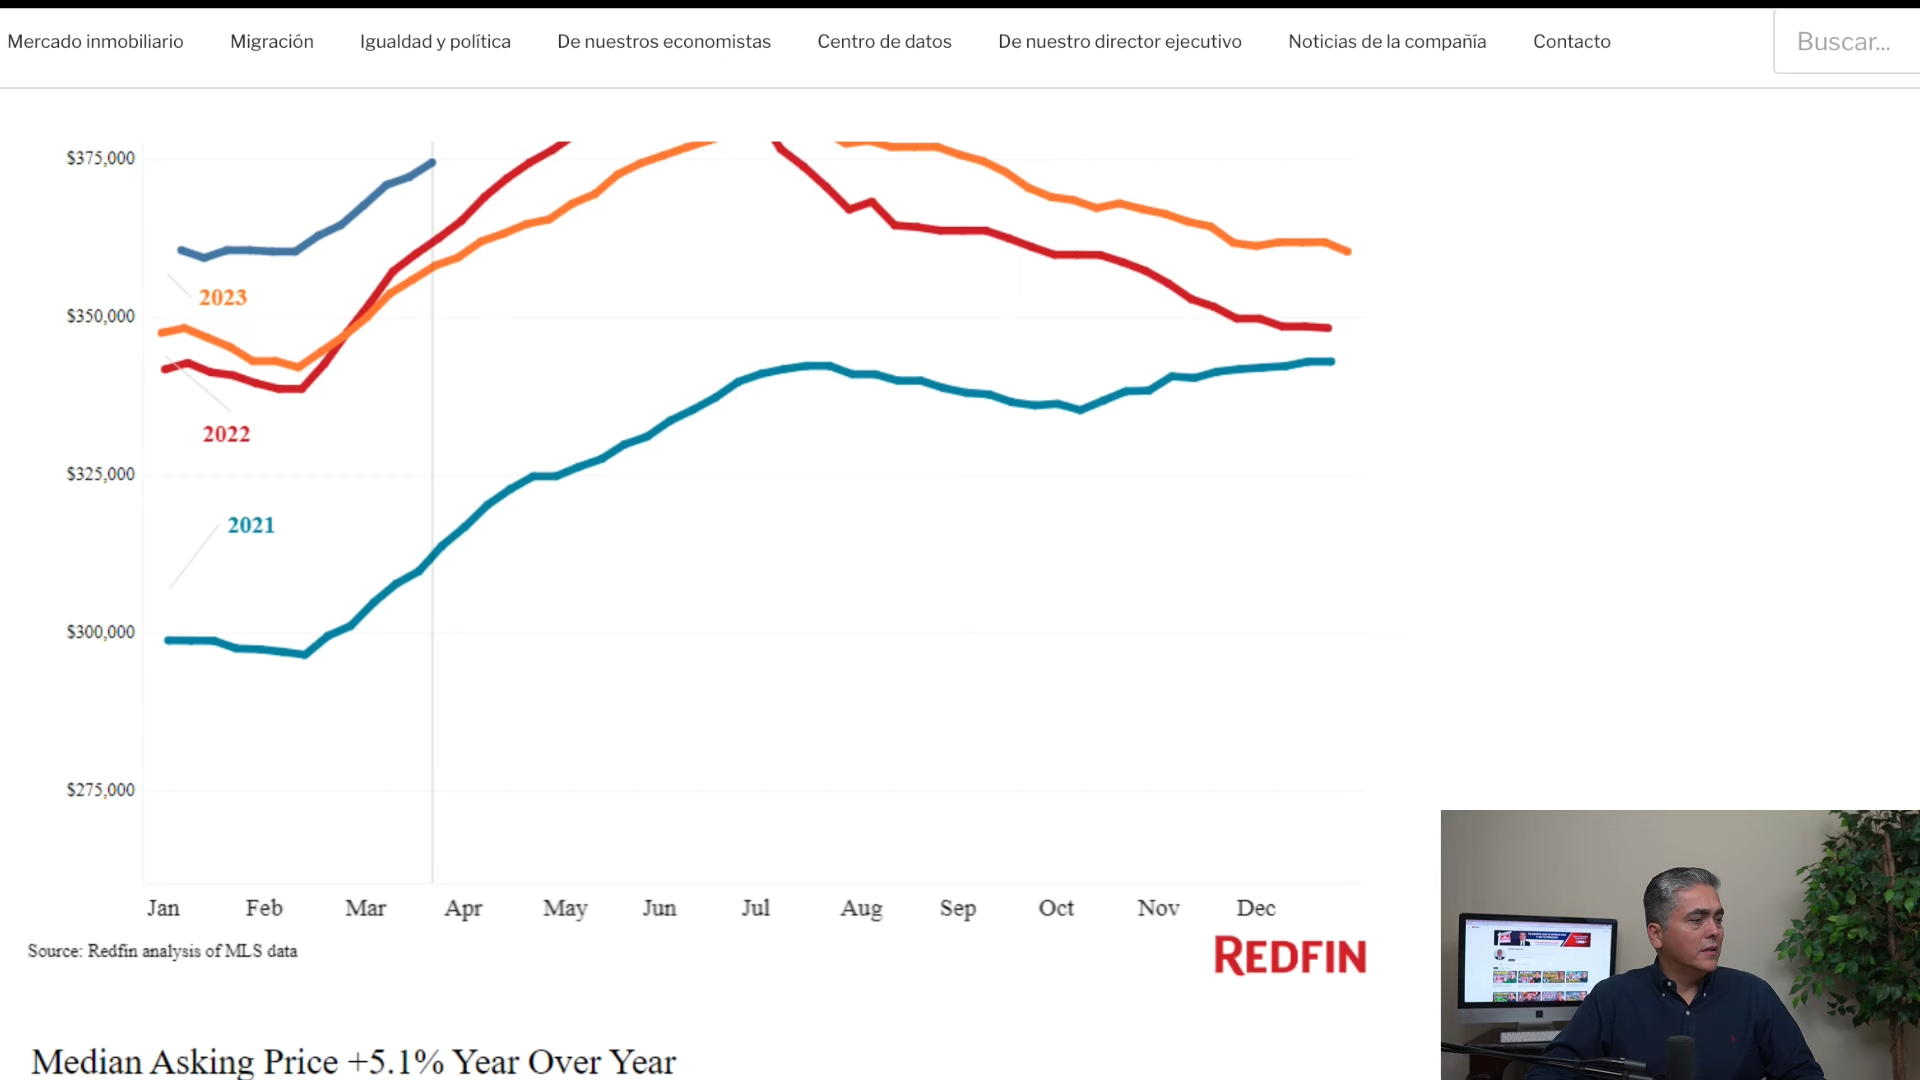 Mercado inmobiliario Migración Igualdad y política De nuestros economistas Centro de datos De nuestro director ejecutivo Noticias de la compañía Contacto Buscar...
$375,000
2023
$350,000
2022
$325,000
2021
$300,000
$275,000
Jan Feb Mar Apr May Jun Jul Aug Sep Oct Nov Dec
Source: Redfin analysis of MLS data
REDFIN
Median Asking Price +5.1% Year Over Year